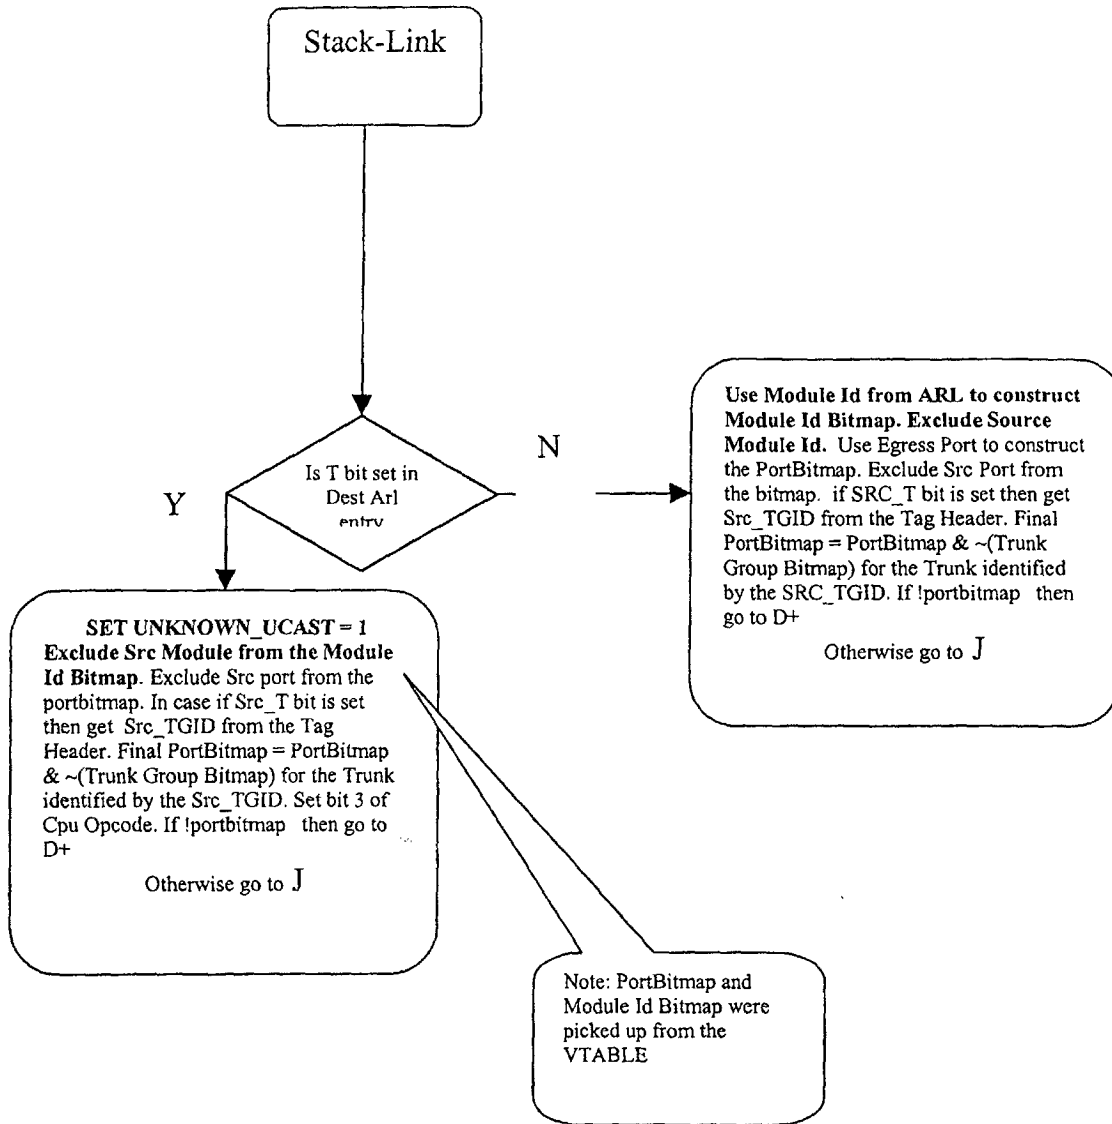 Stack-Link
Is T bit set in
Dest Arl
entry
Y
N
Use Module Id from ARL to construct
Module Id Bitmap. Exclude Source
Module Id. Use Egress Port to construct
the PortBitmap. Exclude Src Port from
the bitmap. if SRC_T bit is set then get
Src_TGID from the Tag Header. Final
PortBitmap = PortBitmap & ~(Trunk
Group Bitmap) for the Trunk identified
by the SRC_TGID. If !portbitmap then
go to D+
Otherwise go to J
SET UNKNOWN_UCAST = 1
Exclude Src Module from the Module
Id Bitmap. Exclude Src port from the
portbitmap. In case if Src_T bit is set
then get Src_TGID from the Tag
Header. Final PortBitmap = PortBitmap
& ~(Trunk Group Bitmap) for the Trunk
identified by the Src_TGID. Set bit 3 of
Cpu Opcode. If !portbitmap then go to
D+
Otherwise go to J
Note: PortBitmap and
Module Id Bitmap were
picked up from the
VTABLE